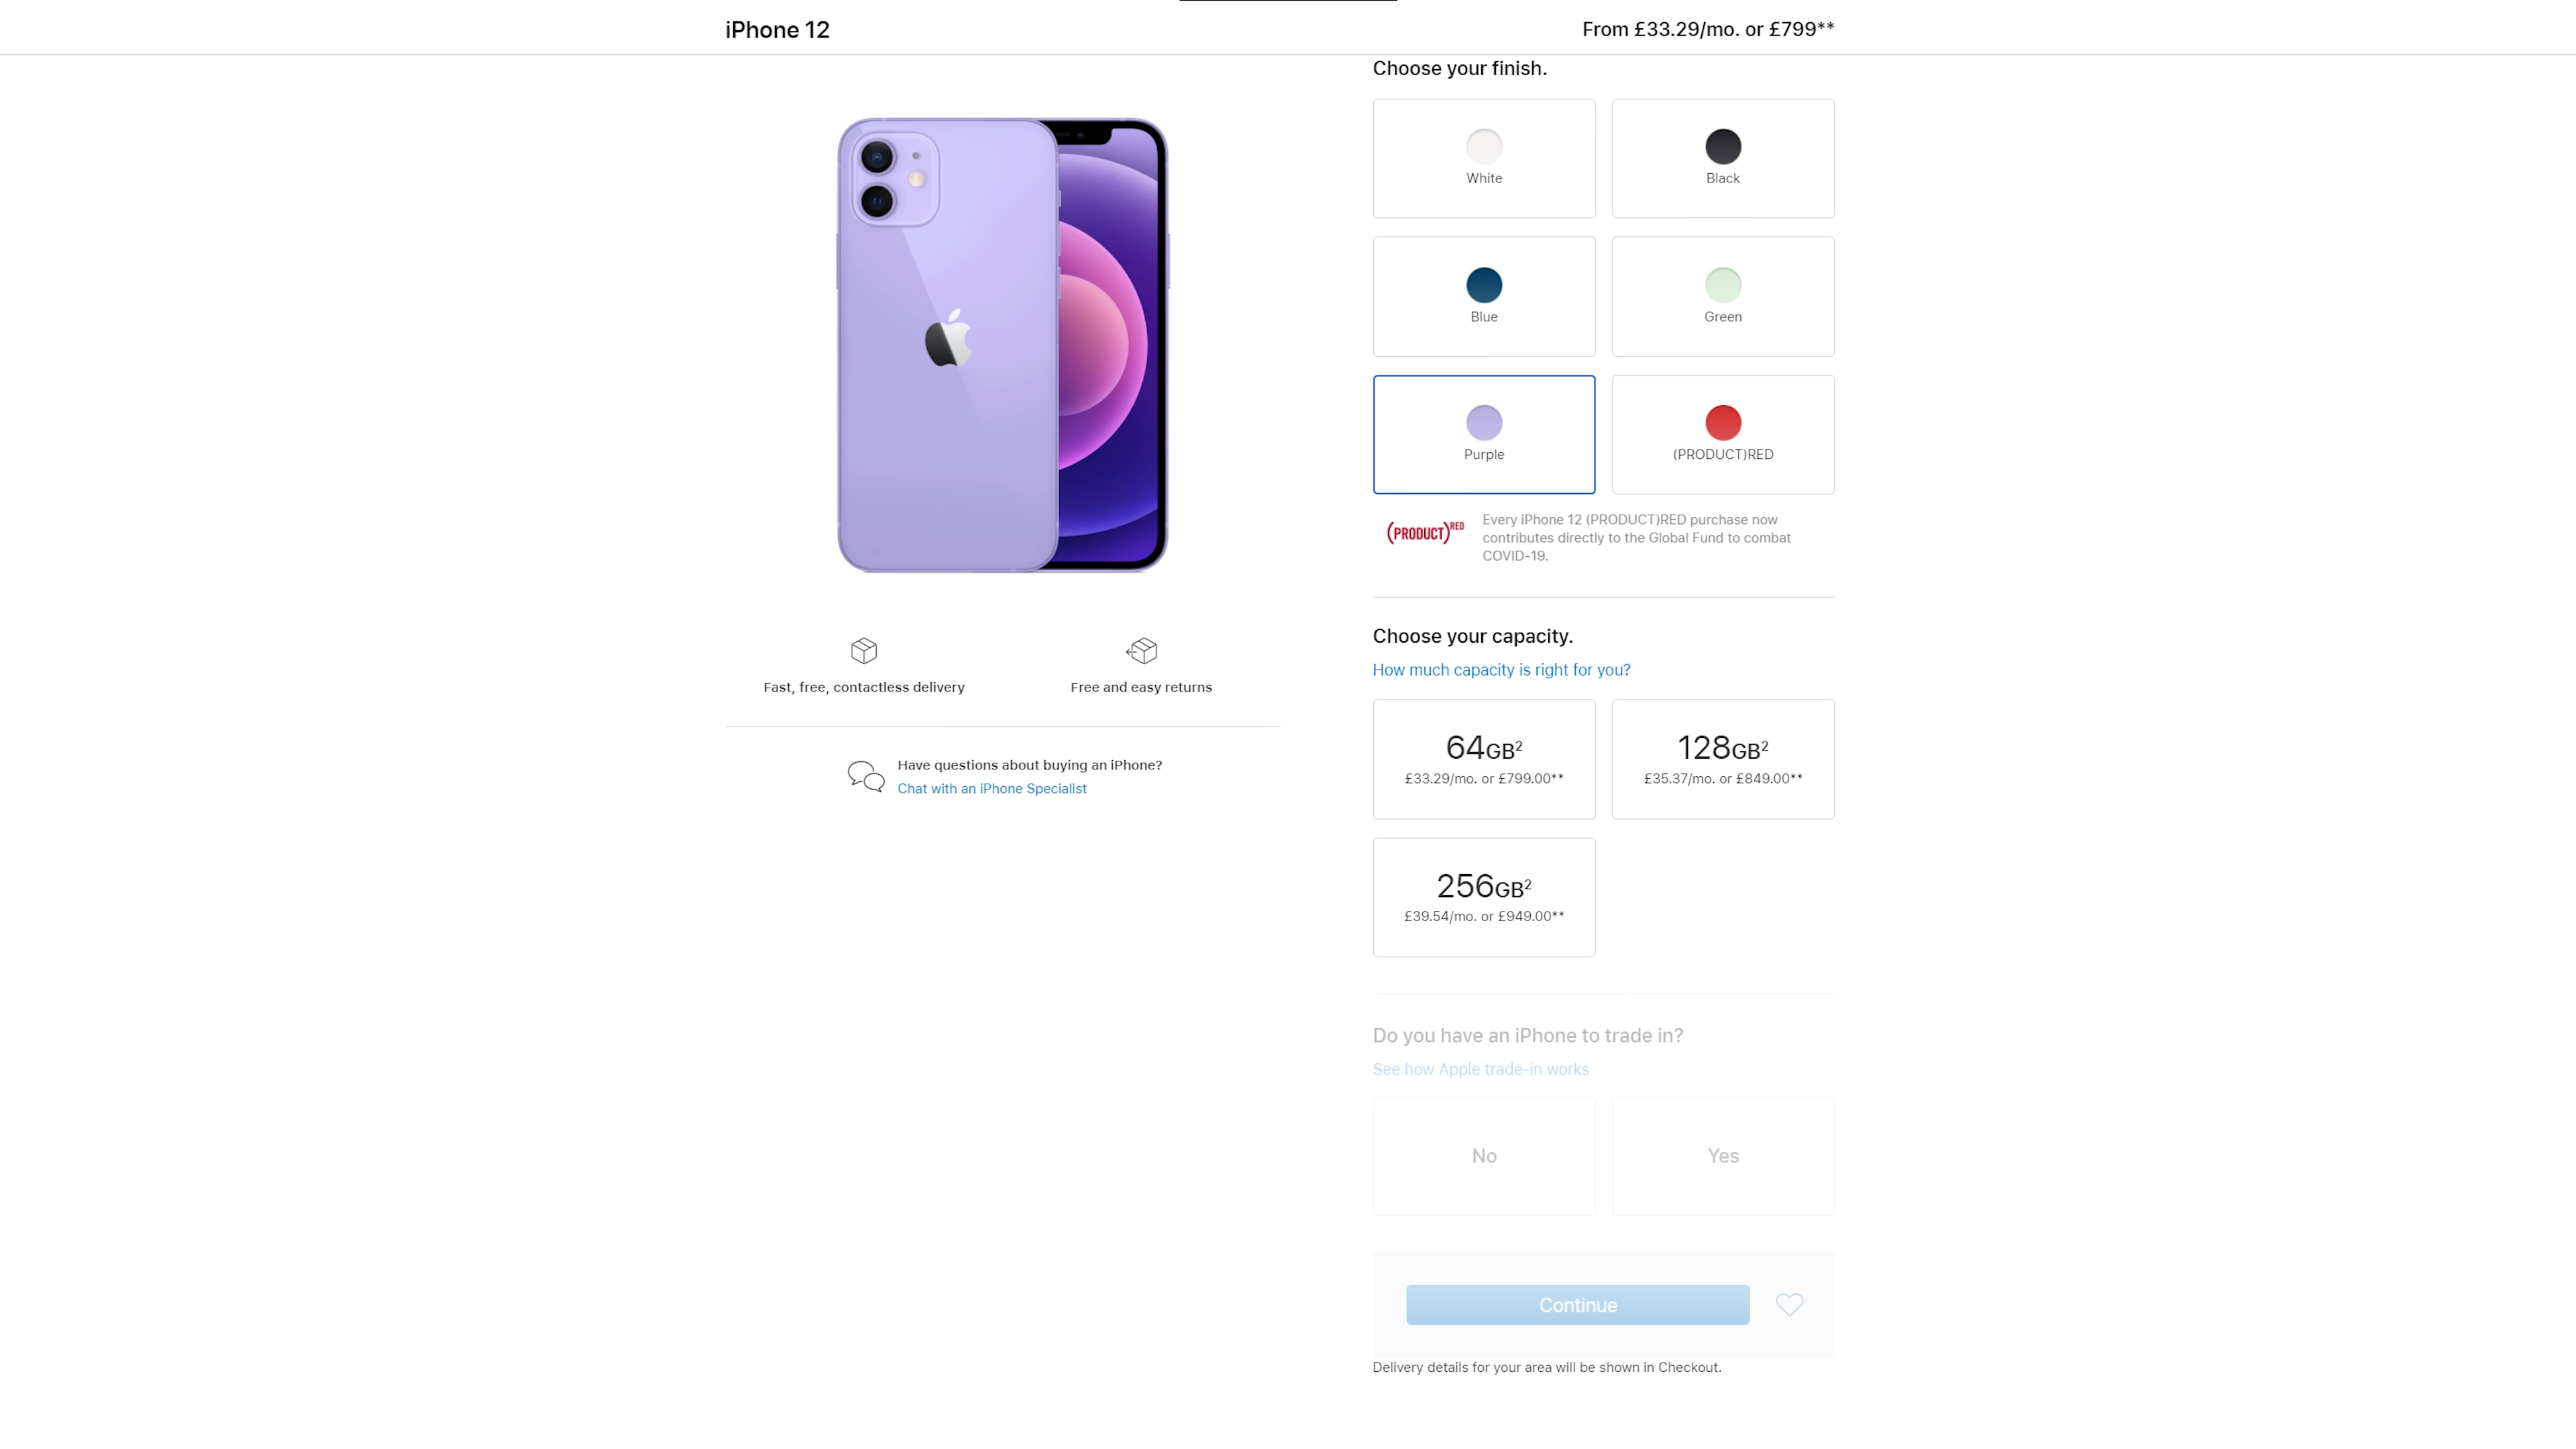 iPhone 12
From £33.29/mo. or £799**
Choose your finish.
White
Black
Blue
Green
Purple
(PRODUCT)RED
(PRODUCT)RED
Every iPhone 12 (PRODUCT)RED purchase now
contributes directly to the Global Fund to combat
COVID-19.
Fast, free, contactless delivery
Free and easy returns
Have questions about buying an iPhone?
Chat with an iPhone Specialist
Choose your capacity.
How much capacity is right for you?
64GB²
£33.29/mo. or £799.00**
128GB²
£35.37/mo. or £849.00**
256GB²
£39.54/mo. or £949.00**
Do you have an iPhone to trade in?
See how Apple trade-in works
No
Yes
Continue
Delivery details for your area will be shown in Checkout.